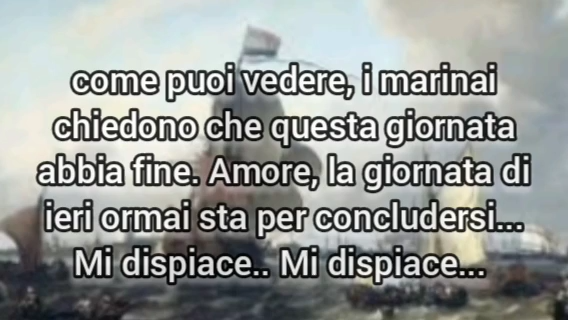 come puoi vedere, i marinai
chiedono che questa giornata
abbia fine. Amore, la giornata di
ieri ormai sta per concludersi...
Mi dispiace.. Mi dispiace...